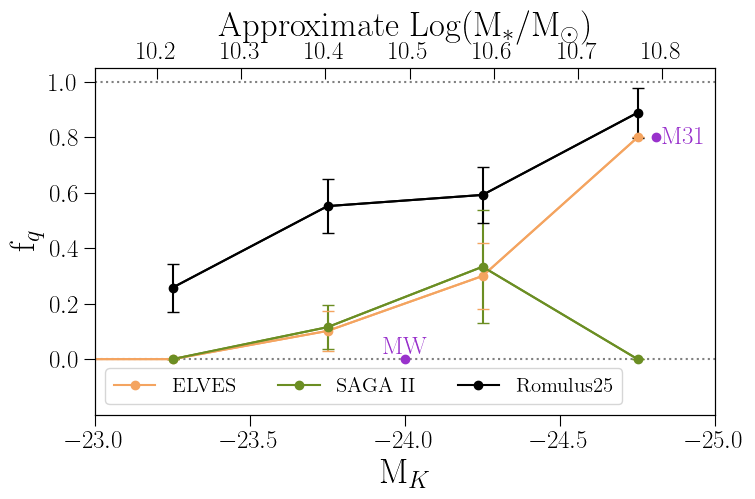 Approximate Log(M*/M☉)
10.2 10.3 10.4 10.5 10.6 10.7 10.8
1.0
M31
0.8
0.6
f_q
0.4
0.2
MW
0.0
ELVES SAGA II Romulus25
−23.0 −23.5 −24.0 −24.5 −25.0
M_K